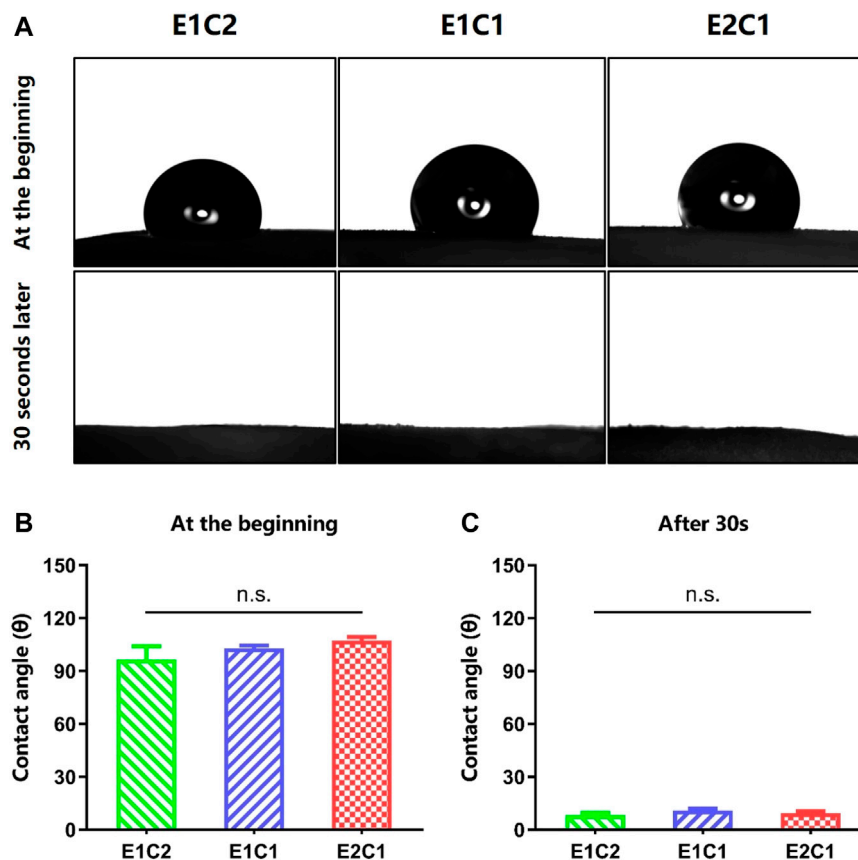 A
E1C2 E1C1 E2C1
At the beginning
30 seconds later
B
At the beginning
Contact angle (θ)
150
120
90
60
30
0
n.s.
E1C2 E1C1 E2C1
C
After 30s
Contact angle (θ)
150
120
90
60
30
0
n.s.
E1C2 E1C1 E2C1